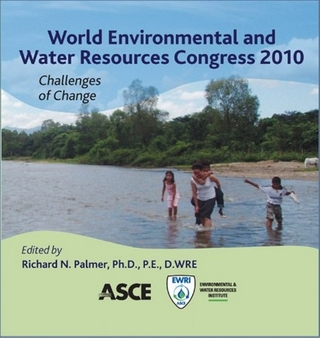 World Environmental and
Water Resources Congress 2010
Challenges
of Change
Edited by
Richard N. Palmer, Ph.D., P.E., D.WRE
ASCE
EWRI
ASCE
ENVIRONMENTAL &
WATER RESOURCES
INSTITUTE